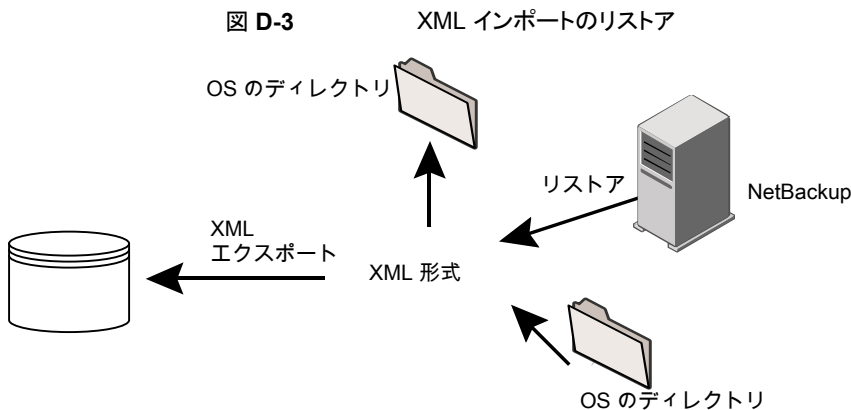 図 D-3 XML インポートのリストア
OS のディレクトリ
リストア
NetBackup
XML
エクスポート
XML 形式
OS のディレクトリ